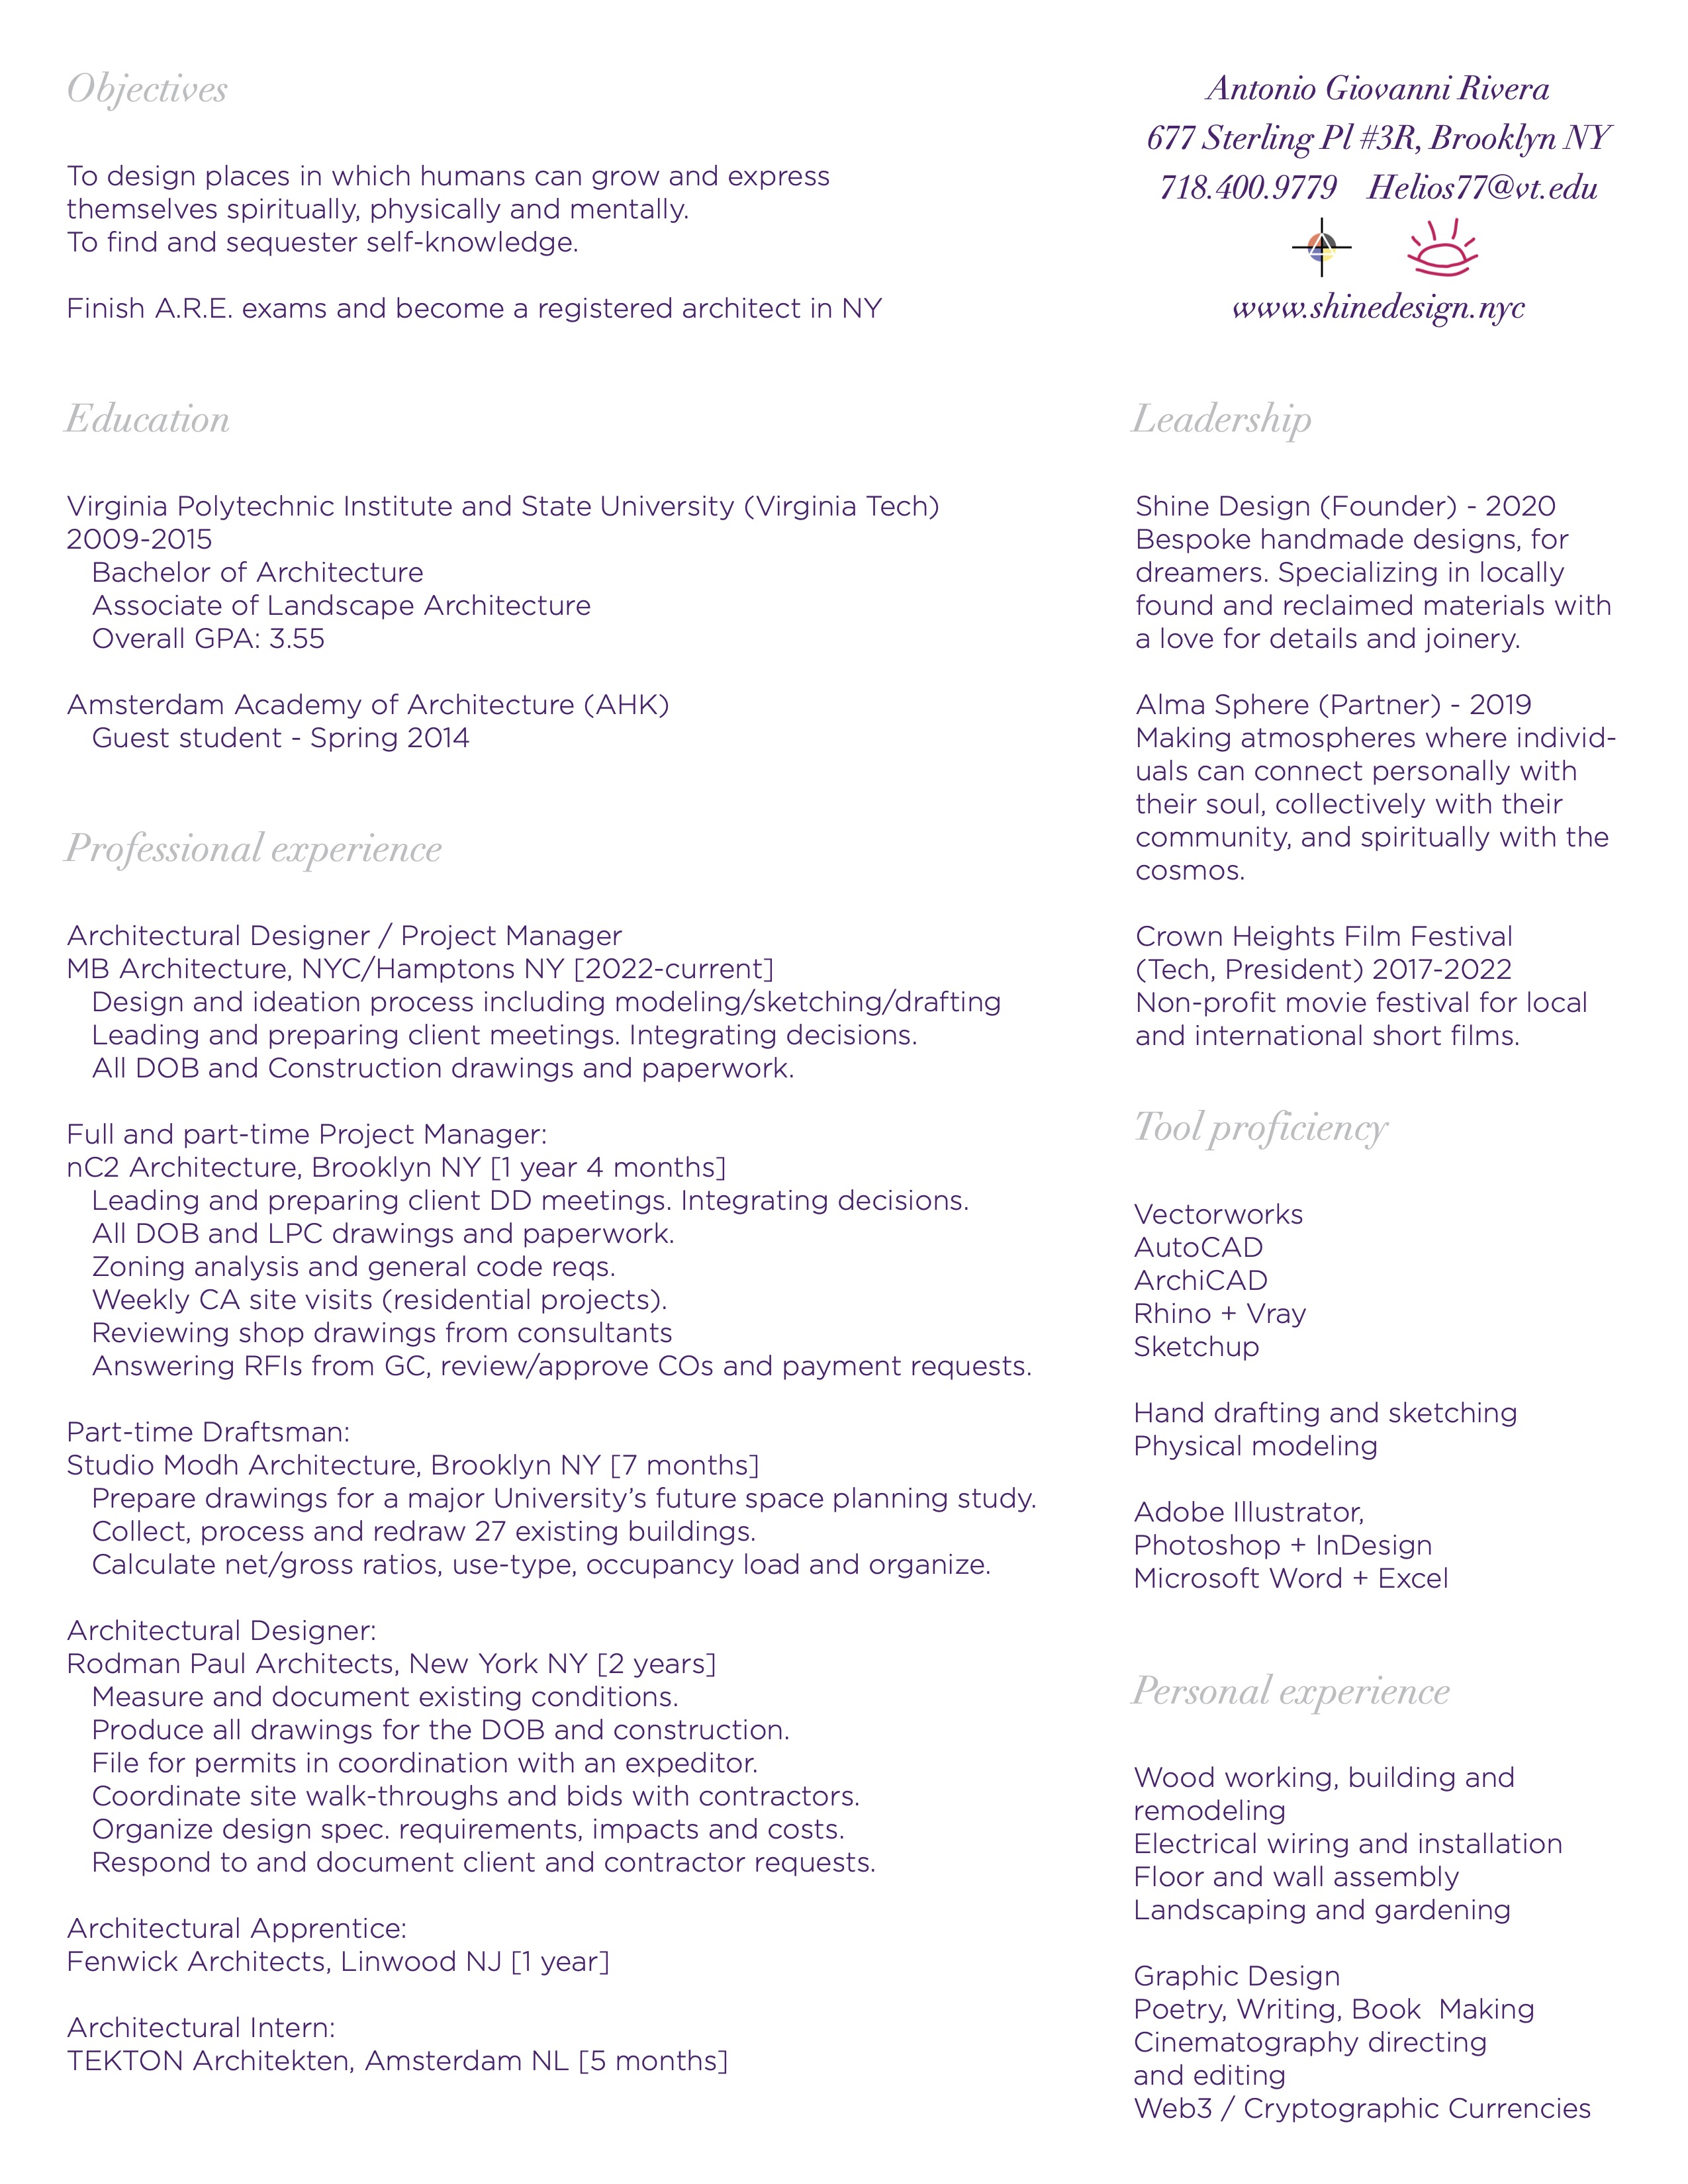 Objectives
To design places in which humans can grow and express
themselves spiritually, physically and mentally.
To find and sequester self-knowledge.
Finish A.R.E. exams and become a registered architect in NY
Antonio Giovanni Rivera
677 Sterling Pl #3R, Brooklyn NY
718.400.9779 Helios77@vt.edu
www.shinedesign.nyc
Education
Virginia Polytechnic Institute and State University (Virginia Tech)
2009-2015
Bachelor of Architecture
Associate of Landscape Architecture
Overall GPA: 3.55
Amsterdam Academy of Architecture (AHK)
Guest student - Spring 2014
Professional experience
Architectural Designer / Project Manager
MB Architecture, NYC/Hamptons NY [2022-current]
Design and ideation process including modeling/sketching/drafting
Leading and preparing client meetings. Integrating decisions.
All DOB and Construction drawings and paperwork.
Full and part-time Project Manager:
nC2 Architecture, Brooklyn NY [1 year 4 months]
Leading and preparing client DD meetings. Integrating decisions.
All DOB and LPC drawings and paperwork.
Zoning analysis and general code reqs.
Weekly CA site visits (residential projects).
Reviewing shop drawings from consultants
Answering RFIs from GC, review/approve COs and payment requests.
Part-time Draftsman:
Studio Modh Architecture, Brooklyn NY [7 months]
Prepare drawings for a major University’s future space planning study.
Collect, process and redraw 27 existing buildings.
Calculate net/gross ratios, use-type, occupancy load and organize.
Architectural Designer:
Rodman Paul Architects, New York NY [2 years]
Measure and document existing conditions.
Produce all drawings for the DOB and construction.
File for permits in coordination with an expeditor.
Coordinate site walk-throughs and bids with contractors.
Organize design spec. requirements, impacts and costs.
Respond to and document client and contractor requests.
Architectural Apprentice:
Fenwick Architects, Linwood NJ [1 year]
Architectural Intern:
TEKTON Architekten, Amsterdam NL [5 months]
Leadership
Shine Design (Founder) - 2020
Bespoke handmade designs, for
dreamers. Specializing in locally
found and reclaimed materials with
a love for details and joinery.
Alma Sphere (Partner) - 2019
Making atmospheres where individ-
uals can connect personally with
their soul, collectively with their
community, and spiritually with the
cosmos.
Crown Heights Film Festival
(Tech, President) 2017-2022
Non-profit movie festival for local
and international short films.
Tool proficiency
Vectorworks
AutoCAD
ArchiCAD
Rhino + Vray
Sketchup
Hand drafting and sketching
Physical modeling
Adobe Illustrator,
Photoshop + InDesign
Microsoft Word + Excel
Personal experience
Wood working, building and
remodeling
Electrical wiring and installation
Floor and wall assembly
Landscaping and gardening
Graphic Design
Poetry, Writing, Book  Making
Cinematography directing
and editing
Web3 / Cryptographic Currencies